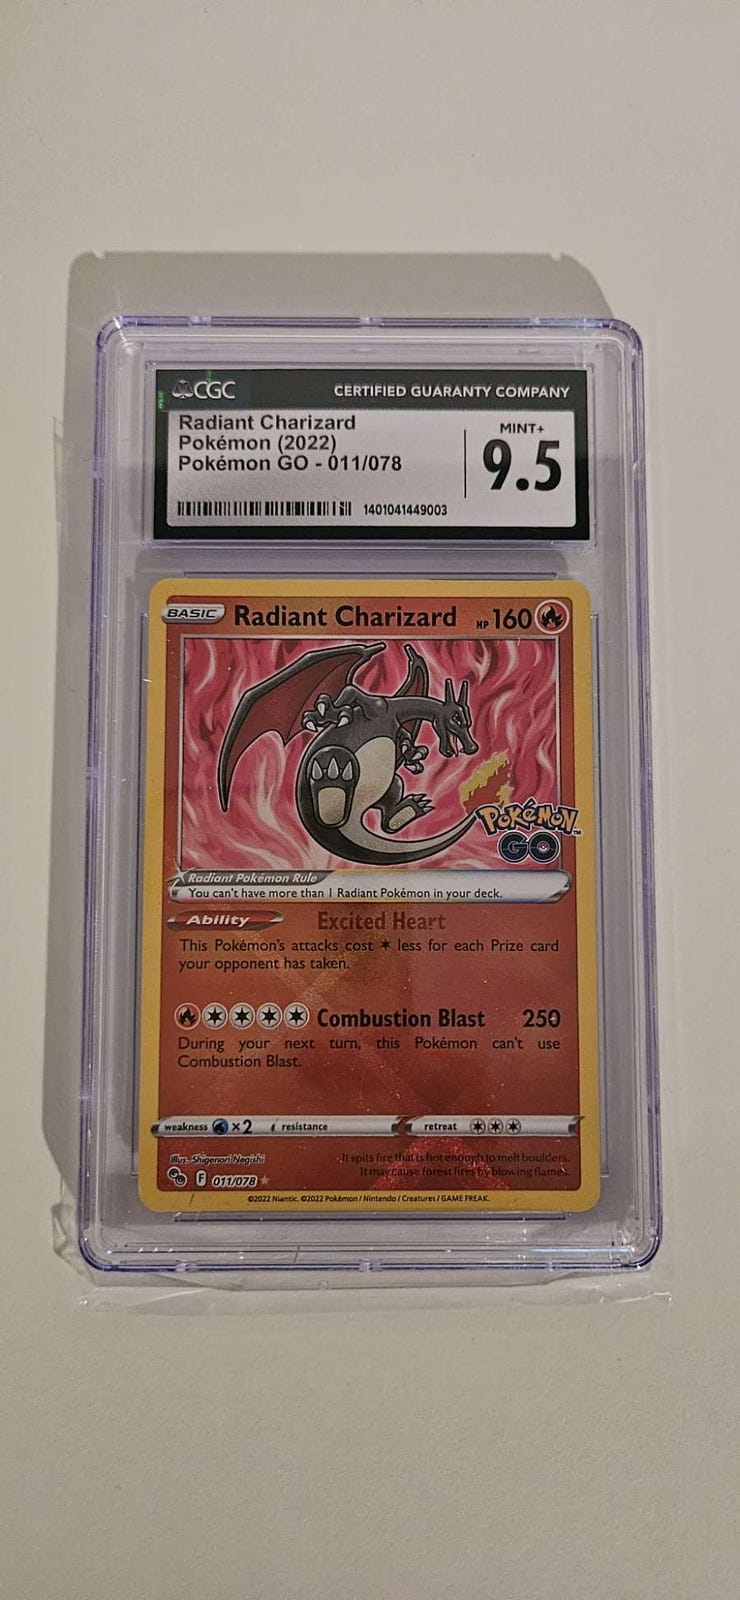 CGC CERTIFIED GUARANTY COMPANY
Radiant Charizard
Pokémon (2022)
Pokémon GO - 011/078
MINT+
9.5
1401041449003
BASIC Radiant Charizard HP 160
POKÉMON
GO
Radiant Pokémon Rule
You can't have more than 1 Radiant Pokémon in your deck.
Ability Excited Heart
This Pokémon's attacks cost less for each Prize card
your opponent has taken.
Combustion Blast 250
During your next turn, this Pokémon can't use
Combustion Blast.
weakness ×2 resistance retreat
Illus. Shigenori Negishi
It spits fire that is hot enough to melt boulders.
It may cause forest fires by blowing flames.
F 011/078
©2022 Niantic. ©2022 Pokémon / Nintendo / Creatures / GAME FREAK.